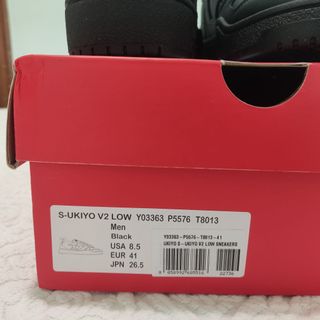 S-UKIYO V2 LOW Y03363 P5576 T8013
Men
Black
USA 8.5
EUR 41
JPN 26.5
Y03363 - P5576 - T8013 - 41
UKIYO S - UKIYO V2 LOW SNEAKERS
22736